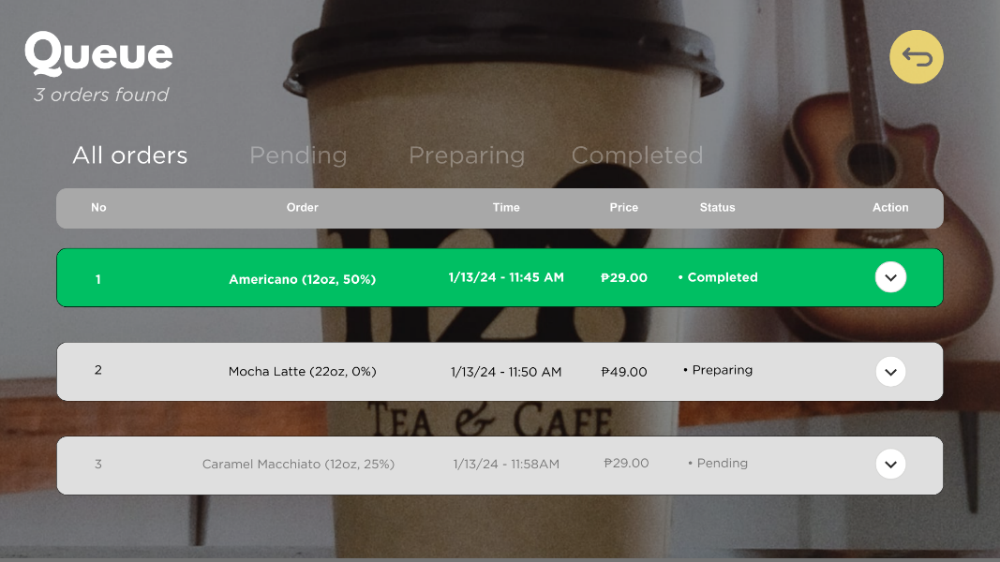 Queue
3 orders found
All orders Pending Preparing Completed
No Order Time Price Status Action
1 Americano (12oz, 50%) 1/13/24 - 11:45 AM ₱29.00 • Completed
2 Mocha Latte (22oz, 0%) 1/13/24 - 11:50 AM ₱49.00 • Preparing
TEA & CAFE
3 Caramel Macchiato (12oz, 25%) 1/13/24 - 11:58AM ₱29.00 • Pending